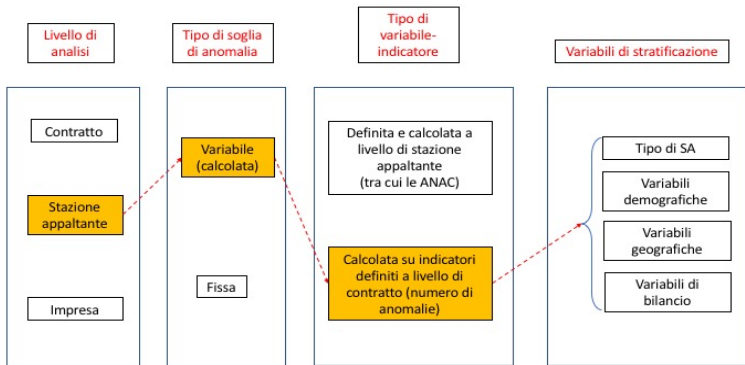 Livello di
analisi
Tipo di soglia
di anomalia
Tipo di
variabile-
indicatore
Variabili di stratificazione
Contratto
Stazione
appaltante
Impresa
Variabile
(calcolata)
Fissa
Definita e calcolata a
livello di stazione
appaltante
(tra cui le ANAC)
Calcolata su indicatori
definiti a livello di
contratto (numero di
anomalie)
Tipo di SA
Variabili
demografiche
Variabili
geografiche
Variabili di
bilancio